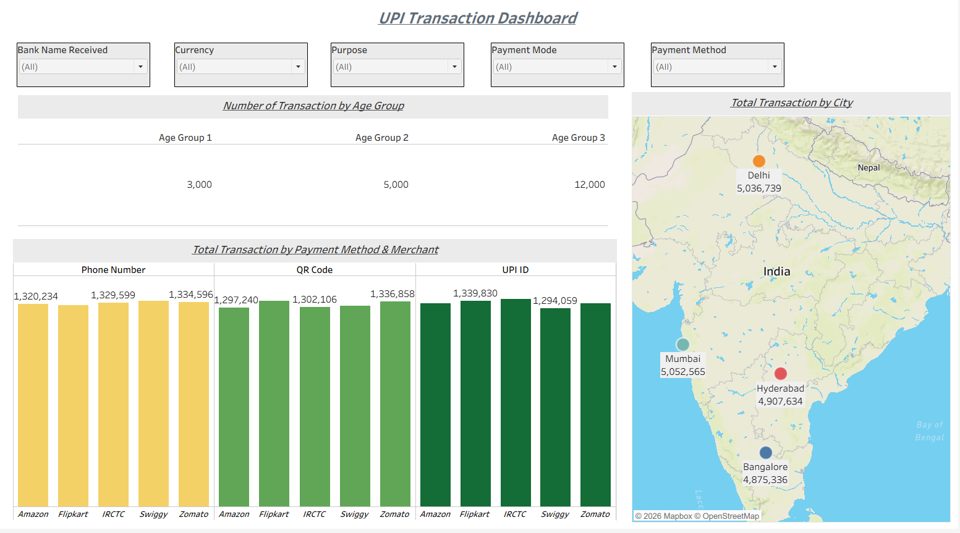 UPI Transaction Dashboard
Bank Name Received
(All)
Currency
(All)
Purpose
(All)
Payment Mode
(All)
Payment Method
(All)
Number of Transaction by Age Group
Age Group 1 Age Group 2 Age Group 3
3,000 5,000 12,000
Total Transaction by Payment Method & Merchant
Phone Number QR Code UPI ID
1,320,234 1,329,599 1,334,596 1,297,240 1,302,106 1,336,858 1,339,830 1,294,059
Amazon Flipkart IRCTC Swiggy Zomato Amazon Flipkart IRCTC Swiggy Zomato Amazon Flipkart IRCTC Swiggy Zomato
Total Transaction by City
Nepal
Delhi
5,036,739
India
Mumbai
5,052,565
Hyderabad
4,907,634
Bay of
Bengal
Bangalore
4,875,336
© 2026 Mapbox © OpenStreetMap